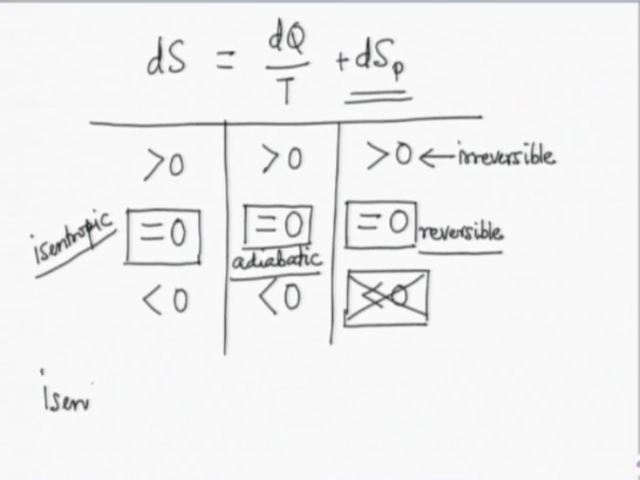 dS = dQ/T + dSp
>0 >0 >0 ← irreversible
isentropic =0 =0 =0 reversible
adiabatic
<0 <0 <0
isen